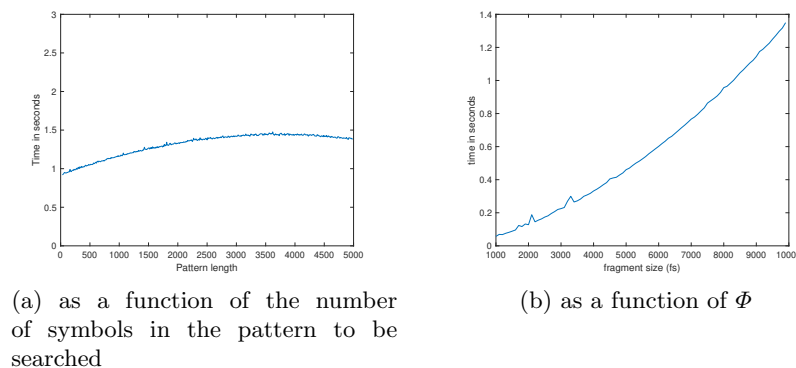 3
2.5
2
1.5
1
0.5
0
0 500 1000 1500 2000 2500 3000 3500 4000 4500 5000
Time in seconds
Pattern length
1.4
1.2
1
0.8
0.6
0.4
0.2
0
1000 2000 3000 4000 5000 6000 7000 8000 9000 1000
time in seconds
fragment size (fs)
(a) as a function of the number
of symbols in the pattern to be
searched
(b) as a function of Φ